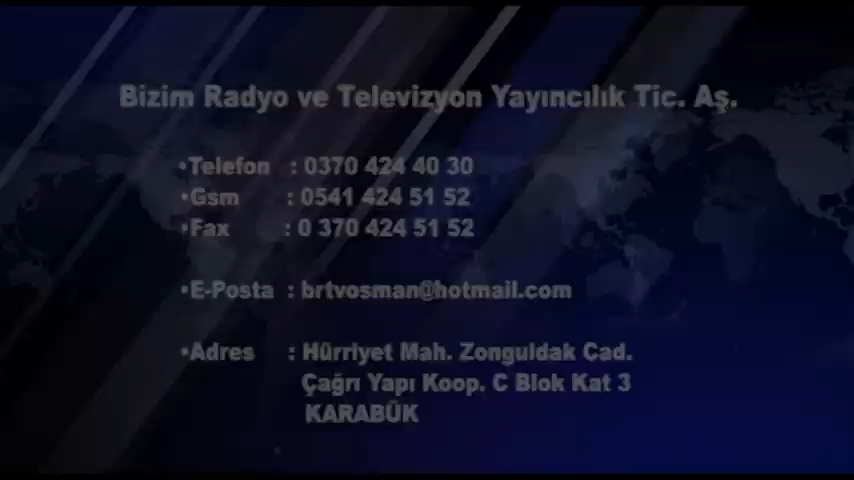 Bizim Radyo ve Televizyon Yayıncılık Tic. Aş.
•Telefon : 0370 424 40 30
•Gsm : 0541 424 51 52
•Fax : 0 370 424 51 52
•E-Posta : brtvosman@hotmail.com
•Adres : Hürriyet Mah. Zonguldak Cad.
Çağrı Yapı Koop. C Blok Kat 3
KARABÜK